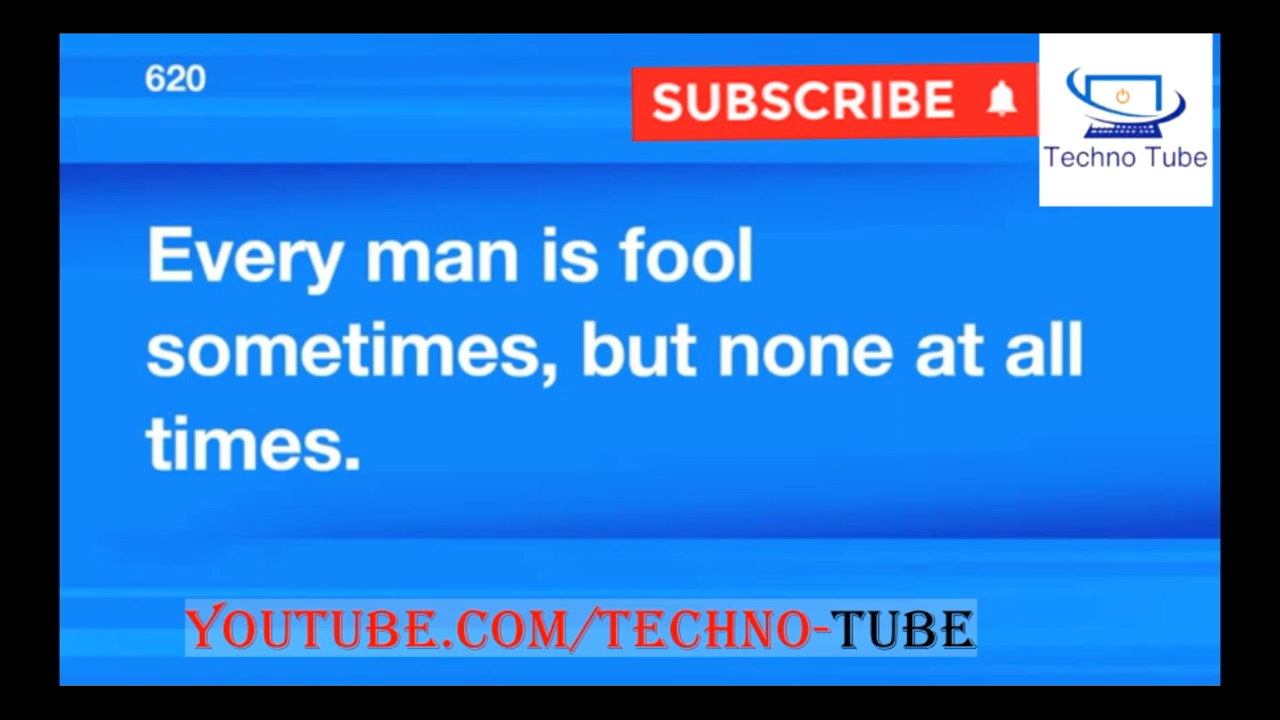 620
SUBSCRIBE
Techno Tube
Every man is fool
sometimes, but none at all
times.
YOUTUBE.COM/TECHNO-TUBE